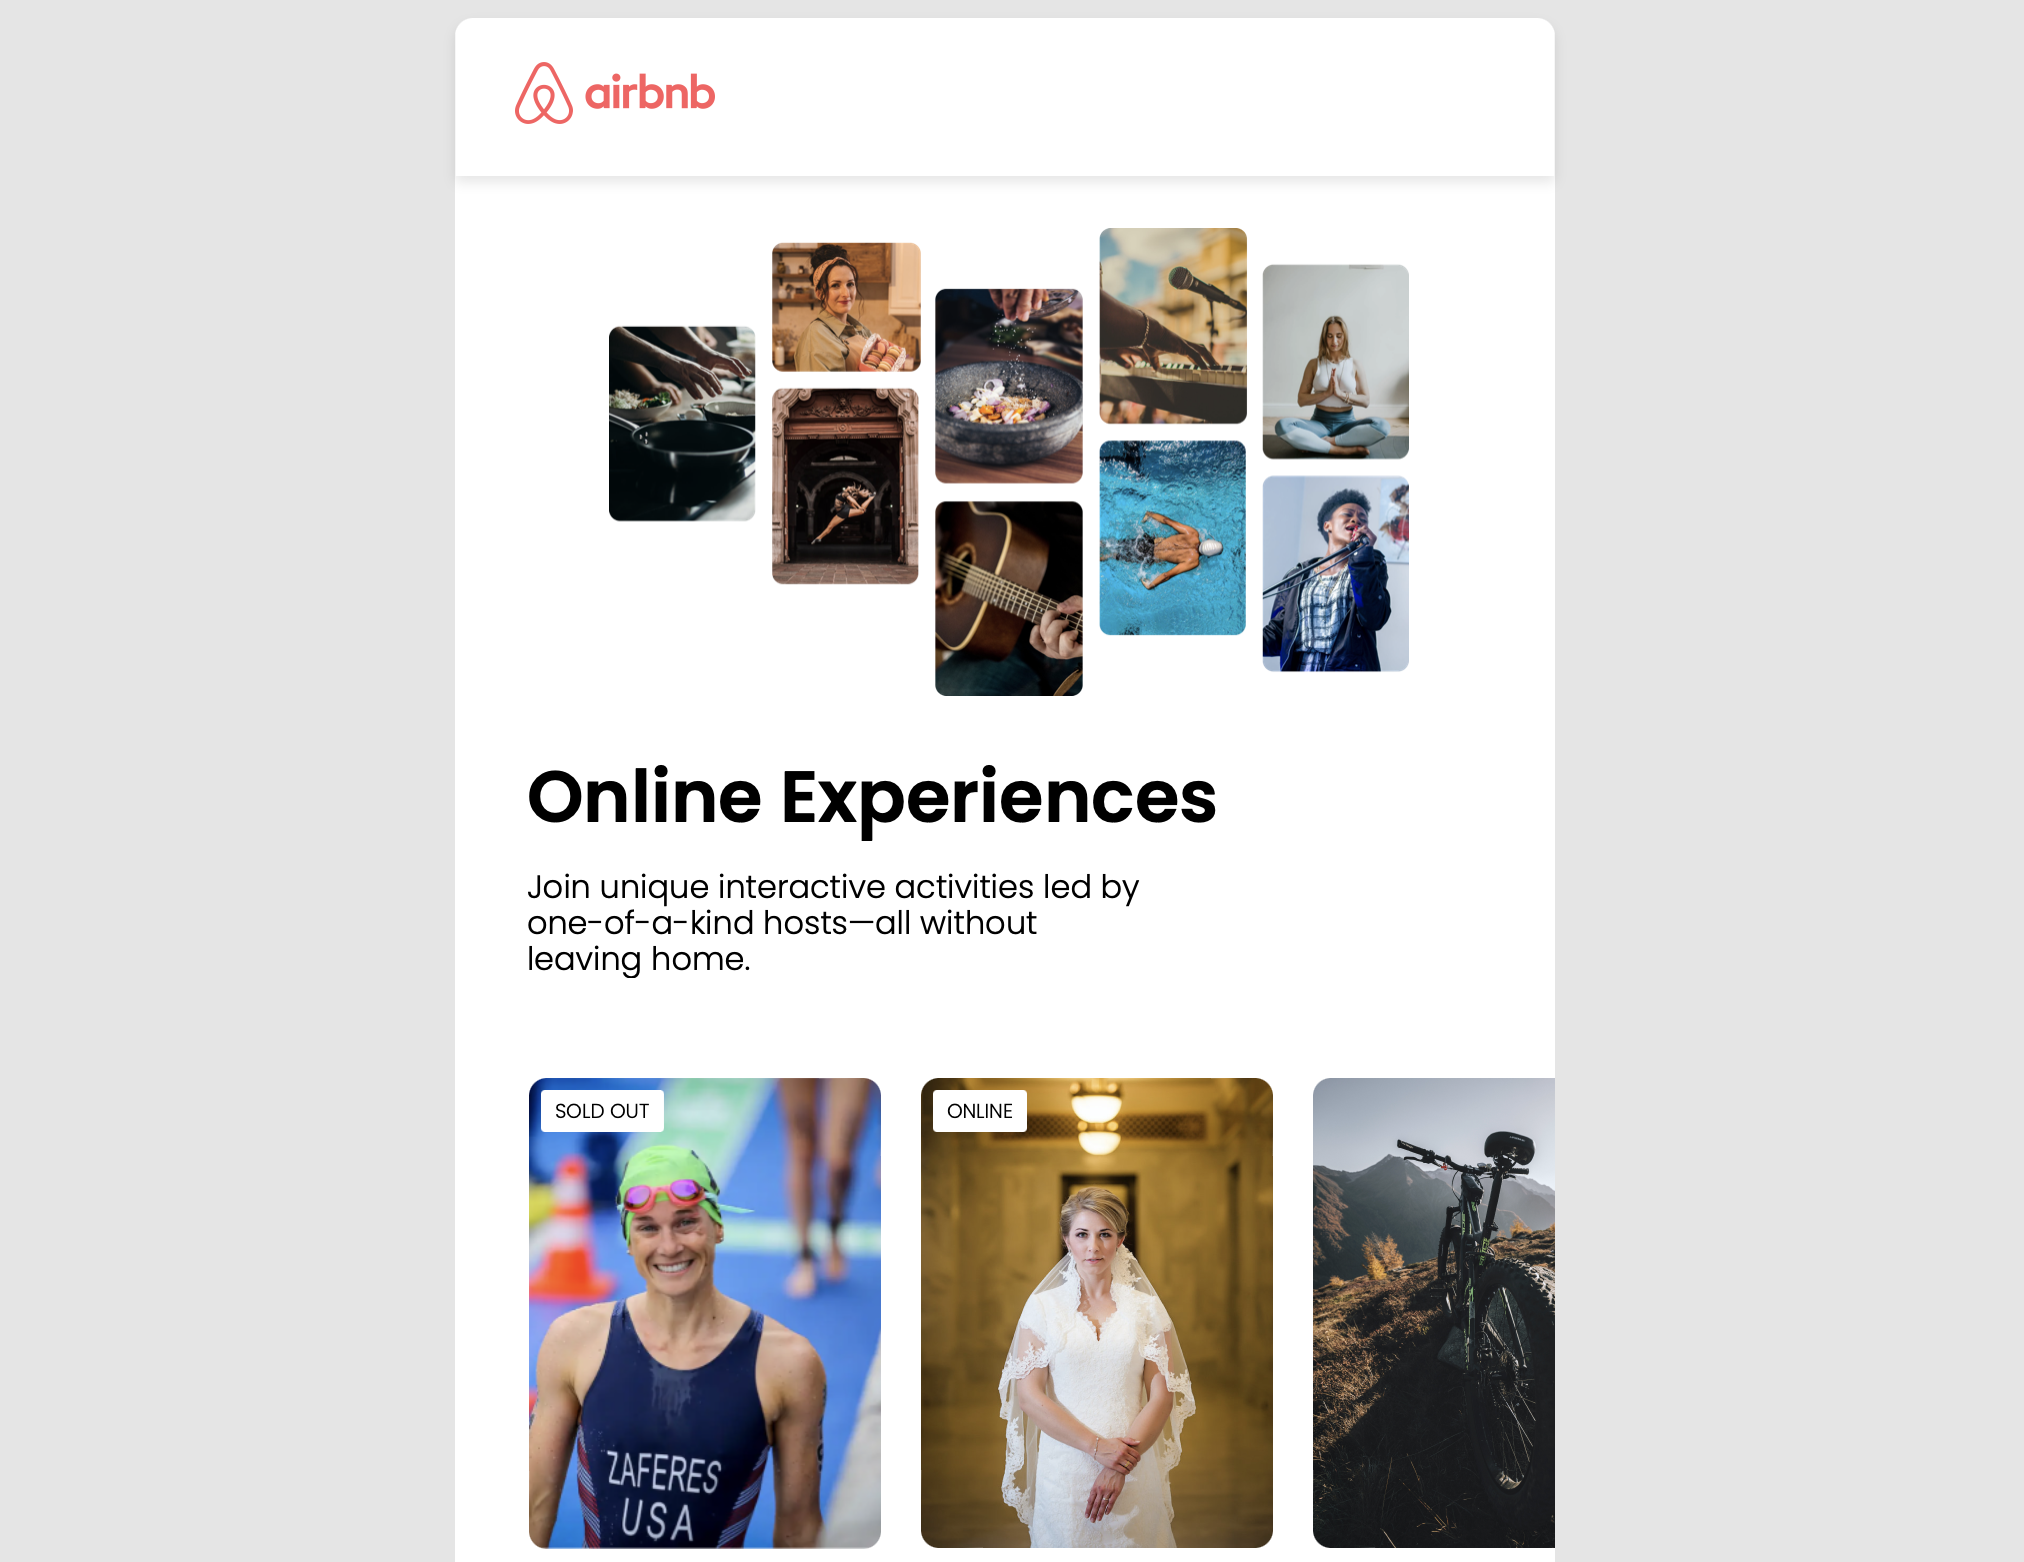 airbnb
Online Experiences
Join unique interactive activities led by
one-of-a-kind hosts—all without
leaving home.
SOLD OUT
ONLINE
ZAFERES
USA